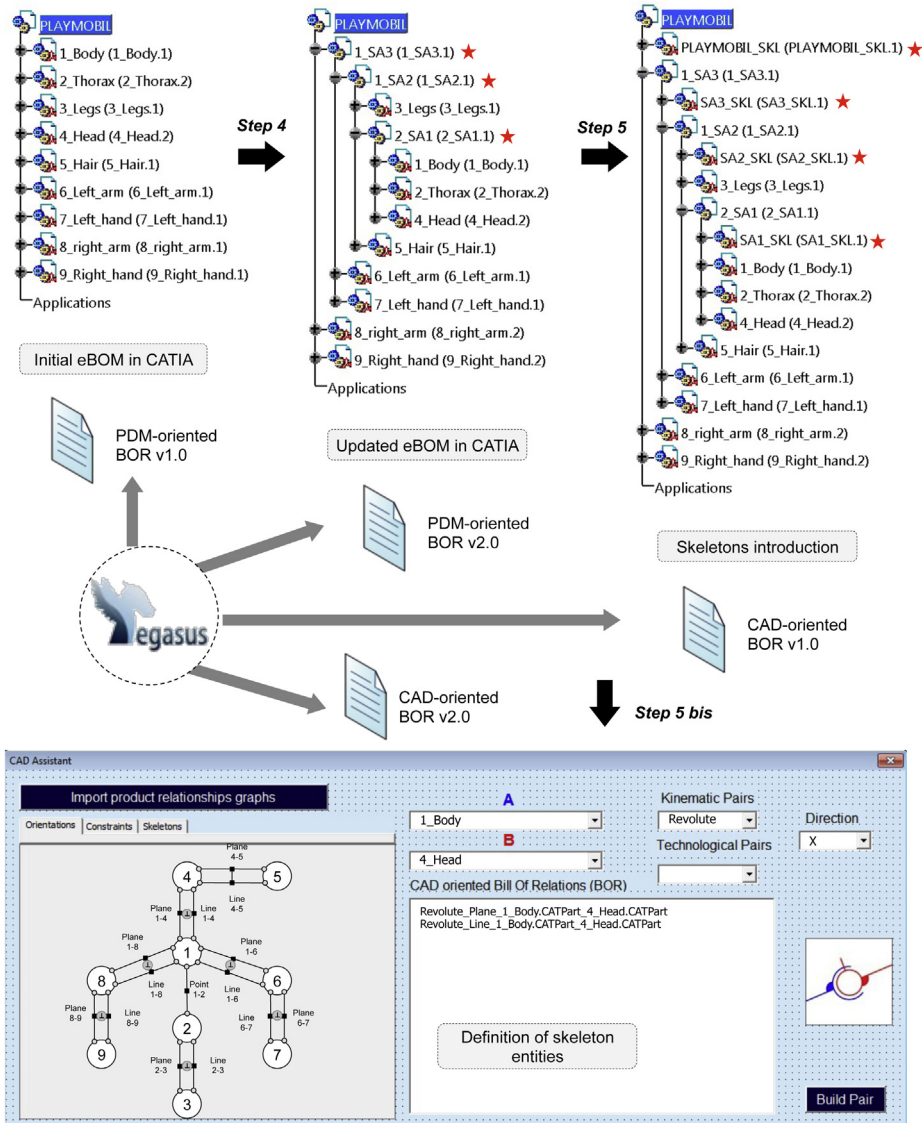 PLAYMOBIL
1_Body (1_Body.1)
2_Thorax (2_Thorax.2)
3_Legs (3_Legs.1)
4_Head (4_Head.2)
5_Hair (5_Hair.1)
6_Left_arm (6_Left_arm.1)
7_Left_hand (7_Left_hand.1)
8_right_arm (8_right_arm.1)
9_Right_hand (9_Right_hand.1)
Applications
Initial eBOM in CATIA
Step 4
PLAYMOBIL
1_SA3 (1_SA3.1)
1_SA2 (1_SA2.1)
3_Legs (3_Legs.1)
2_SA1 (2_SA1.1)
1_Body (1_Body.1)
2_Thorax (2_Thorax.2)
4_Head (4_Head.2)
5_Hair (5_Hair.1)
6_Left_arm (6_Left_arm.1)
7_Left_hand (7_Left_hand.1)
8_right_arm (8_right_arm.2)
9_Right_hand (9_Right_hand.2)
Applications
Updated eBOM in CATIA
Step 5
PLAYMOBIL
PLAYMOBIL_SKL (PLAYMOBIL_SKL.1)
1_SA3 (1_SA3.1)
SA3_SKL (SA3_SKL.1)
1_SA2 (1_SA2.1)
SA2_SKL (SA2_SKL.1)
3_Legs (3_Legs.1)
2_SA1 (2_SA1.1)
SA1_SKL (SA1_SKL.1)
1_Body (1_Body.1)
2_Thorax (2_Thorax.2)
4_Head (4_Head.2)
5_Hair (5_Hair.1)
6_Left_arm (6_Left_arm.1)
7_Left_hand (7_Left_hand.1)
8_right_arm (8_right_arm.2)
9_Right_hand (9_Right_hand.2)
Applications
Skeletons introduction
PDM-oriented
BOR v1.0
PDM-oriented
BOR v2.0
Pegasus
CAD-oriented
BOR v1.0
CAD-oriented
BOR v2.0
Step 5 bis
CAD Assistant
Import product relationships graphs
Orientations Constraints Skeletons
Plane
4-5
4
5
Line
4-5
Plane
1-4
Line
1-4
Plane
1-8
1
Plane
1-6
8
Line
1-8
Point
1-2
Line
1-6
6
Plane
8-9
Line
8-9
2
Line
6-7
Plane
6-7
9
7
Plane
2-3
Line
2-3
3
A
1_Body
B
4_Head
Kinematic Pairs
Revolute
Technological Pairs
Direction
X
CAD oriented Bill Of Relations (BOR)
Revolute_Plane_1_Body.CATPart_4_Head.CATPart
Revolute_Line_1_Body.CATPart_4_Head.CATPart
Definition of skeleton
entities
Build Pair